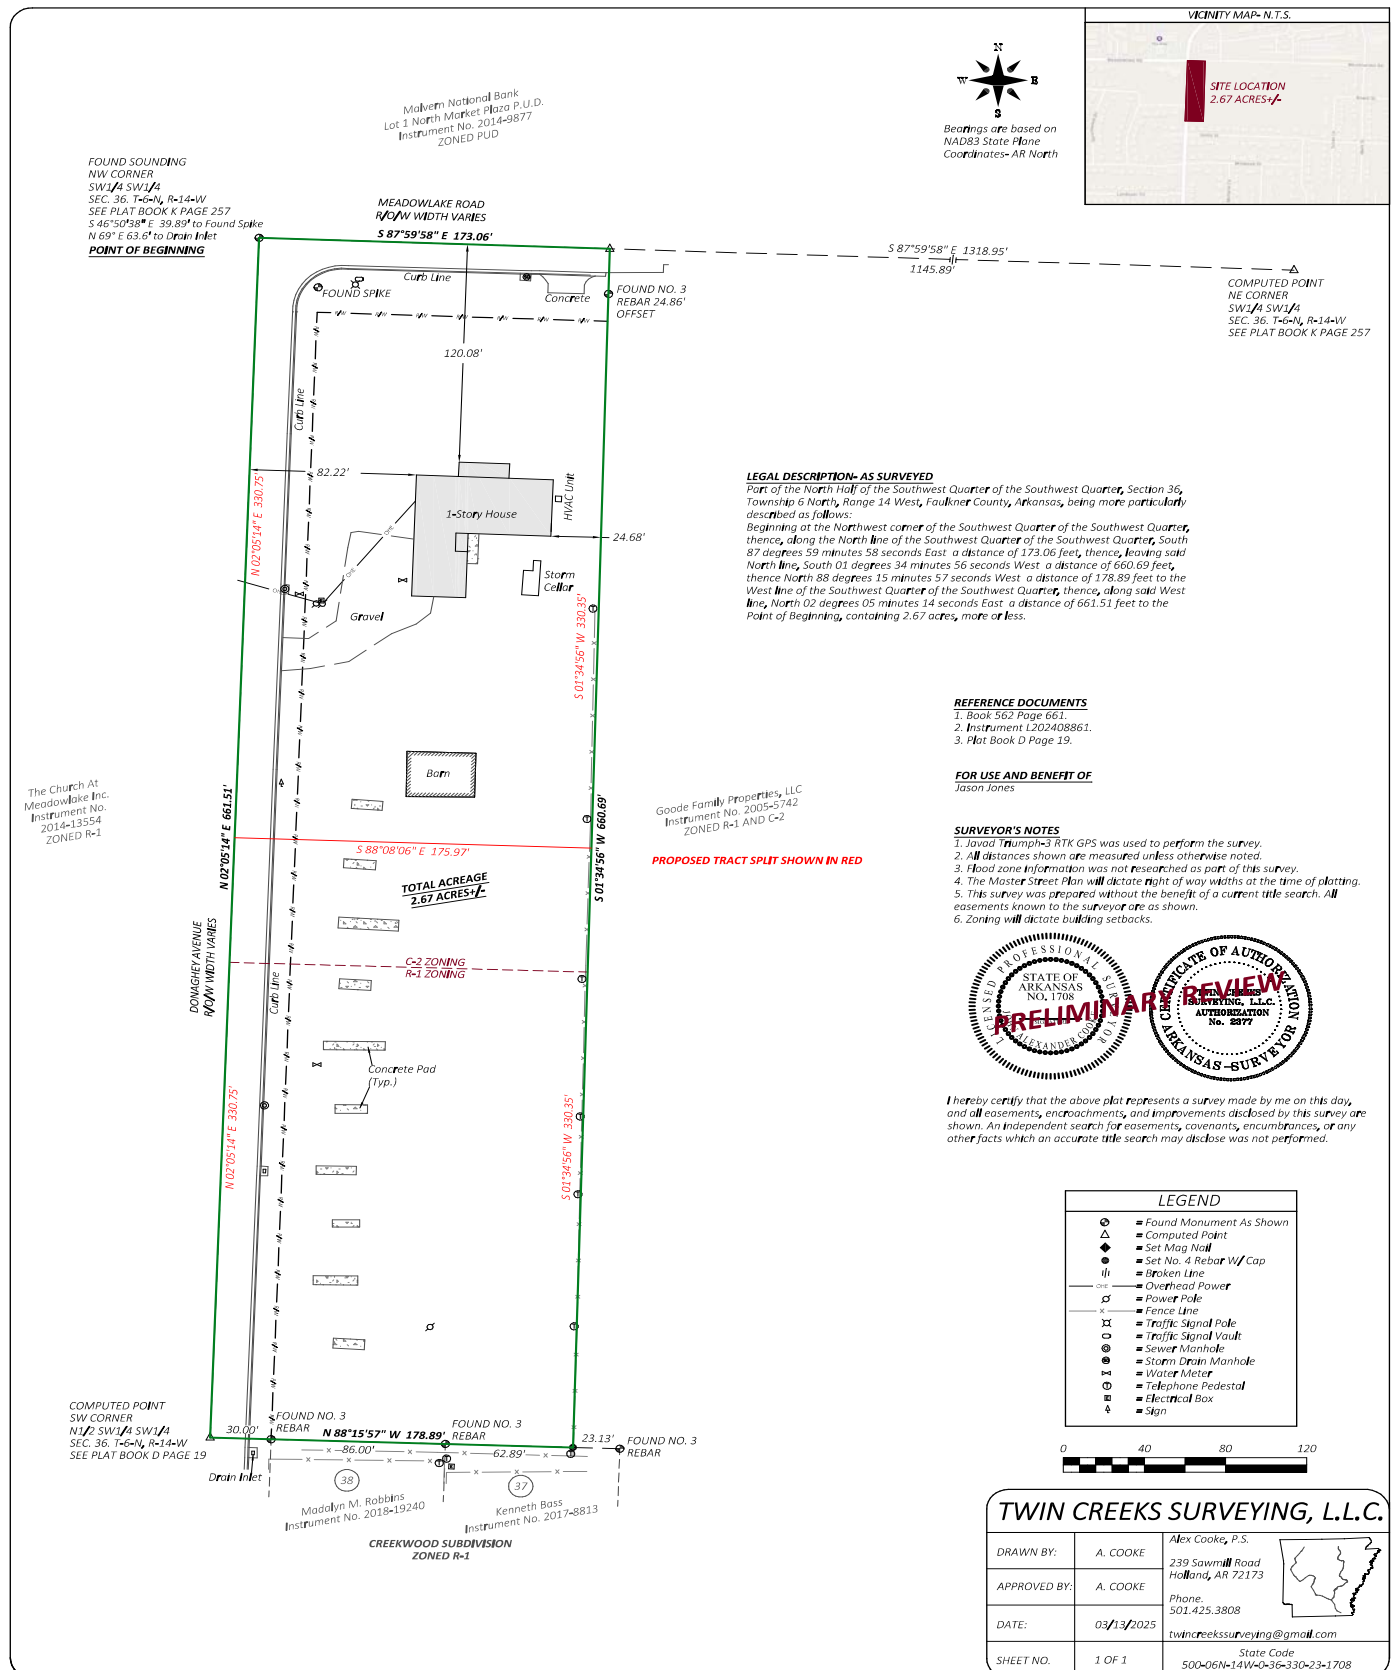 VICINITY MAP- N.T.S.
SITE LOCATION
2.67 ACRES+/-
N
W
E
S
Bearings are based on
NAD83 State Plane
Coordinates- AR North
Malvern National Bank
Lot 1 North Market Plaza P.U.D.
Instrument No. 2014-9877
ZONED PUD
FOUND SOUNDING
NW CORNER
SW1/4 SW1/4
SEC. 36. T-6-N, R-14-W
SEE PLAT BOOK K PAGE 257
S 46°50'38" E 39.89' to Found Spike
N 69° E 63.6' to Drain Inlet
POINT OF BEGINNING
MEADOWLAKE ROAD
R/O/W WIDTH VARIES
S 87°59'58" E 173.06'
S 87°59'58" E 1318.95'
1145.89'
COMPUTED POINT
NE CORNER
SW1/4 SW1/4
SEC. 36. T-6-N, R-14-W
SEE PLAT BOOK K PAGE 257
Curb Line
FOUND SPIKE
Concrete
FOUND NO. 3
REBAR 24.86'
OFFSET
120.08'
Curb Line
82.22'
N 02°05'14" E 330.75'
1-Story House
HVAC Unit
24.68'
Storm
Cellar
Gravel
S 01°34'56" W 330.35'
LEGAL DESCRIPTION- AS SURVEYED
Part of the North Half of the Southwest Quarter of the Southwest Quarter, Section 36,
Township 6 North, Range 14 West, Faulkner County, Arkansas, being more particularly
described as follows:
Beginning at the Northwest corner of the Southwest Quarter of the Southwest Quarter,
thence, along the North line of the Southwest Quarter of the Southwest Quarter, South
87 degrees 59 minutes 58 seconds East a distance of 173.06 feet, thence, leaving said
North line, South 01 degrees 34 minutes 56 seconds West a distance of 660.69 feet,
thence North 88 degrees 15 minutes 57 seconds West a distance of 178.89 feet to the
West line of the Southwest Quarter of the Southwest Quarter, thence, along said West
line, North 02 degrees 05 minutes 14 seconds East a distance of 661.51 feet to the
Point of Beginning, containing 2.67 acres, more or less.
REFERENCE DOCUMENTS
1. Book 562 Page 661.
2. Instrument L202408861.
3. Plat Book D Page 19.
FOR USE AND BENEFIT OF
Jason Jones
SURVEYOR'S NOTES
1. Javad Triumph-3 RTK GPS was used to perform the survey.
2. All distances shown are measured unless otherwise noted.
3. Flood zone information was not researched as part of this survey.
4. The Master Street Plan will dictate right of way widths at the time of platting.
5. This survey was prepared without the benefit of a current title search. All
easements known to the surveyor are as shown.
6. Zoning will dictate building setbacks.
Barn
The Church At
Meadowlake Inc.
Instrument No.
2014-13554
ZONED R-1
N 02°05'14" E 661.51'
Goode Family Properties, LLC
Instrument No. 2005-5742
ZONED R-1 AND C-2
S 01°34'56" W 660.69'
S 88°08'06" E 175.97'
PROPOSED TRACT SPLIT SHOWN IN RED
TOTAL ACREAGE
2.67 ACRES+/-
C-2 ZONING
R-1 ZONING
DONAGHEY AVENUE
R/O/W WIDTH VARIES
Curb Line
Concrete Pad
(Typ.)
N 02°05'14" E 330.75'
S 01°34'56" W 330.35'
LICENSED PROFESSIONAL SURVEYOR
STATE OF
ARKANSAS
NO. 1708
ALEXANDER COOKE
CERTIFICATE OF AUTHORIZATION
TWIN CREEKS
SURVEYING, L.L.C.
AUTHORIZATION
No. 2377
ARKANSAS-SURVEYOR
PRELIMINARY REVIEW
I hereby certify that the above plat represents a survey made by me on this day,
and all easements, encroachments, and improvements disclosed by this survey are
shown. An independent search for easements, covenants, encumbrances, or any
other facts which an accurate title search may disclose was not performed.
LEGEND
= Found Monument As Shown
= Computed Point
= Set Mag Nail
= Set No. 4 Rebar W/ Cap
= Broken Line
OHE = Overhead Power
= Power Pole
x = Fence Line
= Traffic Signal Pole
= Traffic Signal Vault
= Sewer Manhole
= Storm Drain Manhole
= Water Meter
= Telephone Pedestal
= Electrical Box
= Sign
0 40 80 120
COMPUTED POINT
SW CORNER
N1/2 SW1/4 SW1/4
SEC. 36. T-6-N, R-14-W
SEE PLAT BOOK D PAGE 19
30.00'
FOUND NO. 3
REBAR
N 88°15'57" W 178.89'
FOUND NO. 3
REBAR
23.13'
FOUND NO. 3
REBAR
86.00'
62.89'
Drain Inlet
38
37
Madalyn M. Robbins
Instrument No. 2018-19240
Kenneth Bass
Instrument No. 2017-8813
CREEKWOOD SUBDIVISION
ZONED R-1
TWIN CREEKS SURVEYING, L.L.C.
DRAWN BY: A. COOKE
APPROVED BY: A. COOKE
DATE: 03/13/2025
SHEET NO. 1 OF 1
Alex Cooke, P.S.
239 Sawmill Road
Holland, AR 72173
Phone.
501.425.3808
twincreekssurveying@gmail.com
State Code
500-06N-14W-0-36-330-23-1708